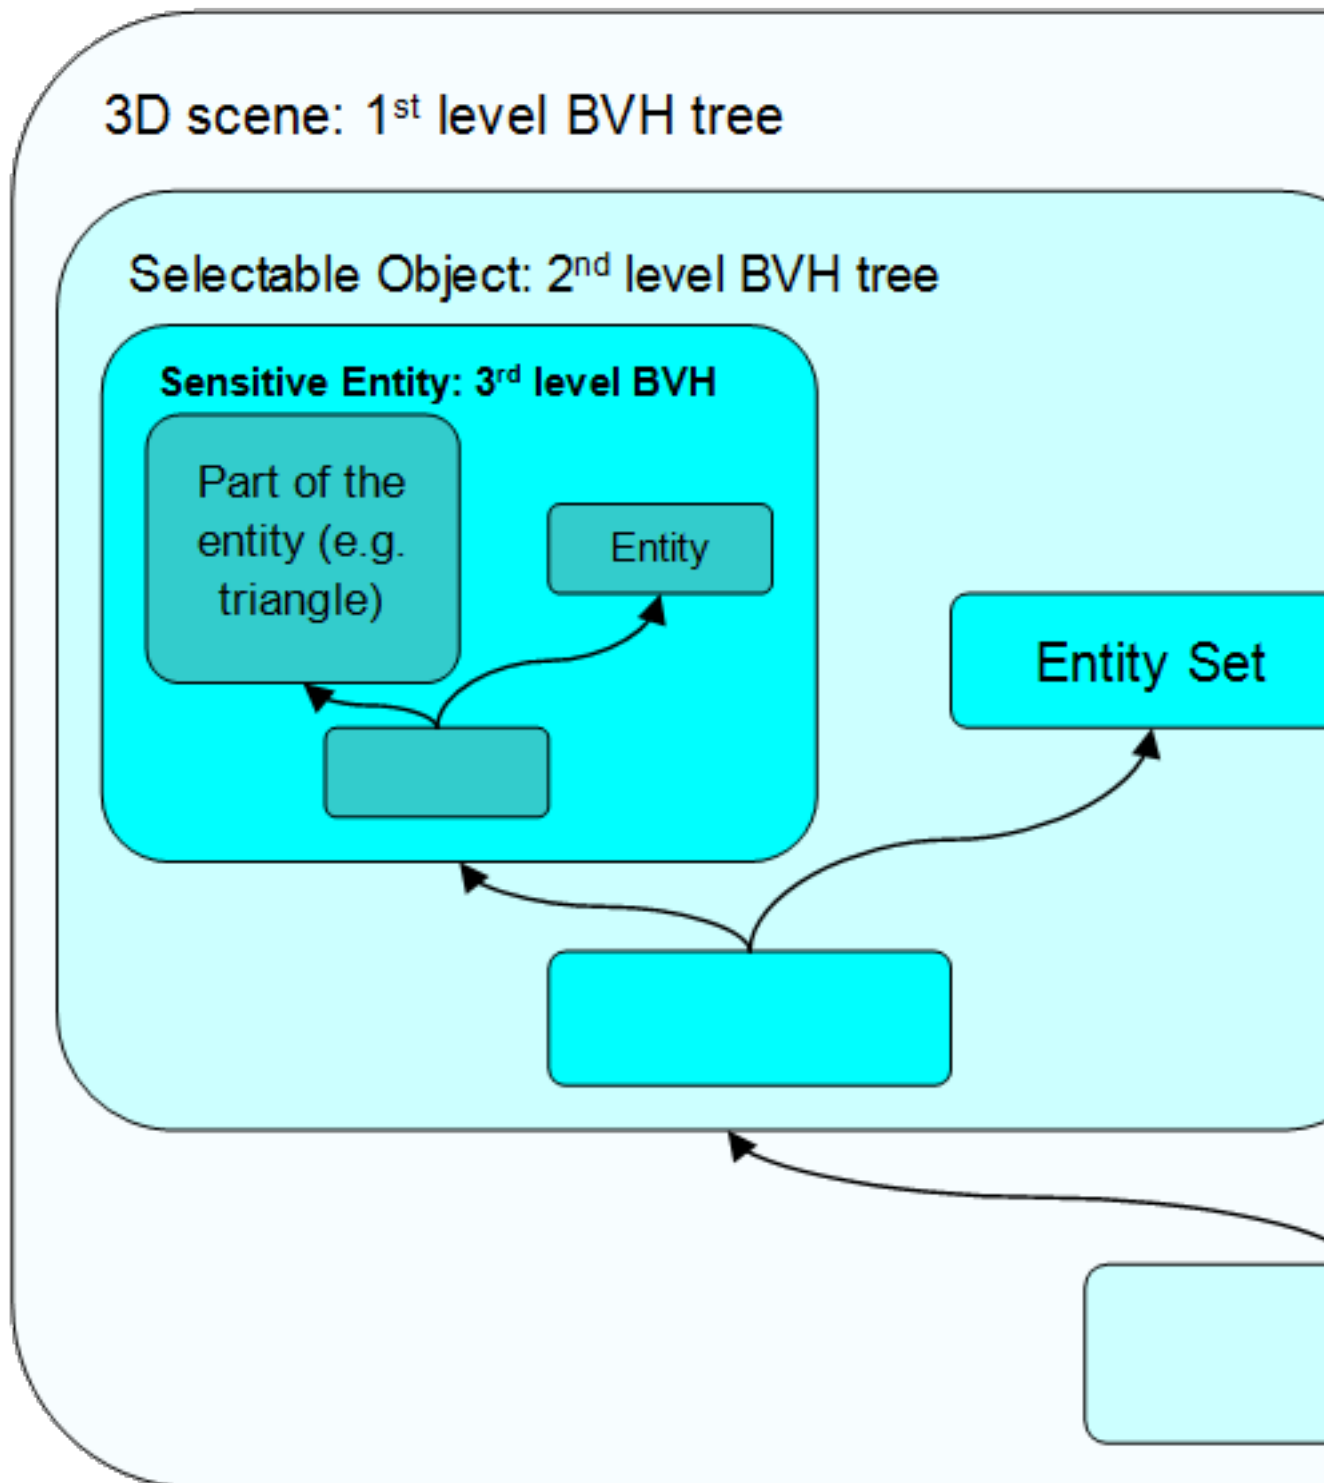 3D scene: 1st level BVH tree
Selectable Object: 2nd level BVH tree
Sensitive Entity: 3rd level BVH
Part of the
entity (e.g.
triangle)
Entity
Entity Set